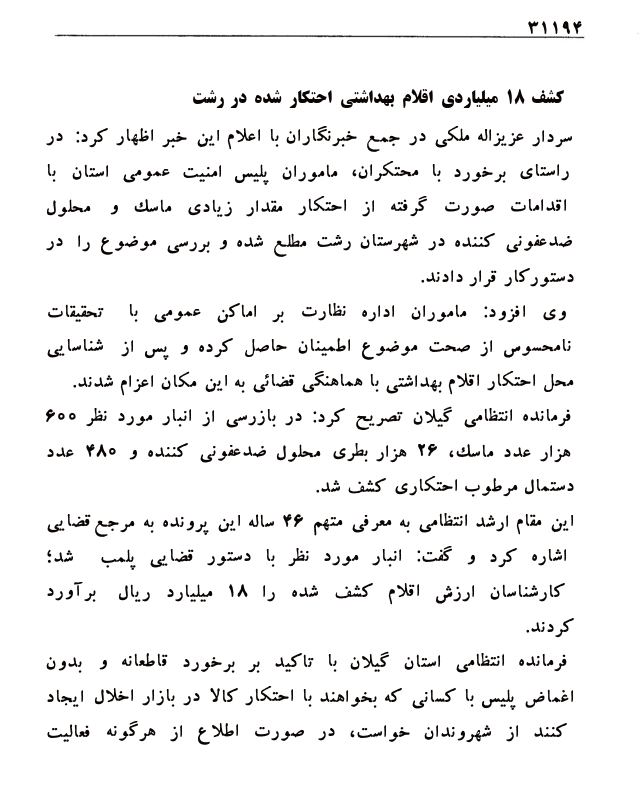 ۳۱۱۹۴
کشف ۱۸ میلیاردی اقلام بهداشتی احتکار شده در رشت
سردار عزیزاله ملکی در جمع خبرنگاران با اعلام این خبر اظهار کرد: در
راستای برخورد با محتکران، ماموران پلیس امنیت عمومی استان با
اقدامات صورت گرفته از احتکار مقدار زیادی ماسک و محلول
ضدعفونی کننده در شهرستان رشت مطلع شده و بررسی موضوع را در
دستورکار قرار دادند.
وی افزود: ماموران اداره نظارت بر اماکن عمومی با تحقیقات
نامحسوس از صحت موضوع اطمینان حاصل کرده و پس از شناسایی
محل احتکار اقلام بهداشتی با هماهنگی قضائی به این مکان اعزام شدند.
فرمانده انتظامی گیلان تصریح کرد: در بازرسی از انبار مورد نظر ۶۰۰
هزار عدد ماسک، ۲۶ هزار بطری محلول ضدعفونی کننده و ۴۸۰ عدد
دستمال مرطوب احتکاری کشف شد.
این مقام ارشد انتظامی به معرفی متهم ۴۶ ساله این پرونده به مرجع قضایی
اشاره کرد و گفت: انبار مورد نظر با دستور قضایی پلمب شد؛
کارشناسان ارزش اقلام کشف شده را ۱۸ میلیارد ریال برآورد
کردند.
فرمانده انتظامی استان گیلان با تاکید بر برخورد قاطعانه و بدون
اغماض پلیس با کسانی که بخواهند با احتکار کالا در بازار اخلال ایجاد
کنند از شهروندان خواست، در صورت اطلاع از هرگونه فعالیت